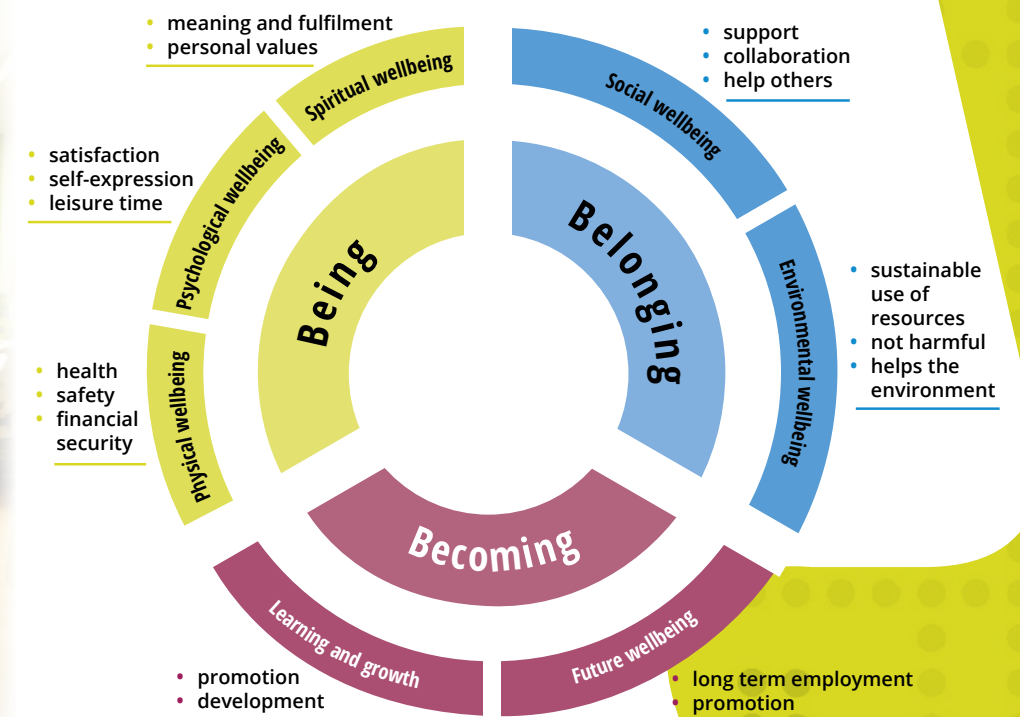 • meaning and fulfilment
• personal values
Spiritual wellbeing
• satisfaction
• self-expression
• leisure time
Psychological wellbeing
• health
• safety
• financial
security
Physical wellbeing
Being
• support
• collaboration
• help others
Social wellbeing
• sustainable
use of
resources
• not harmful
• helps the
environment
Environmental wellbeing
Belonging
Becoming
Learning and growth
• promotion
• development
Future wellbeing
• long term employment
• promotion